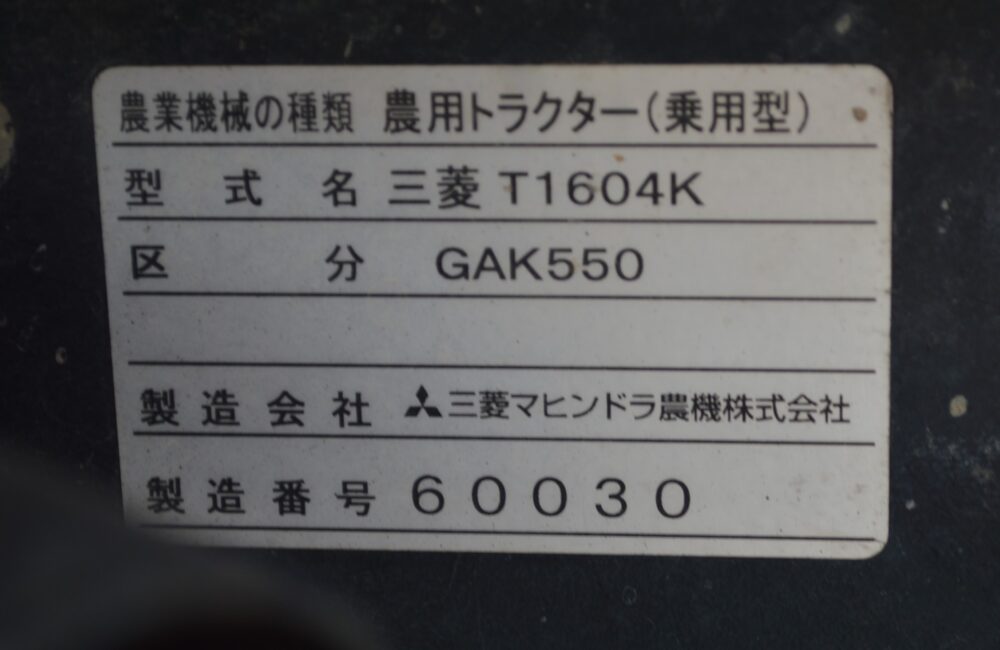 農業機械の種類 農用トラクター(乗用型)
型式名 三菱 T1604K
区分 GAK550
製造会社 三菱マヒンドラ農機株式会社
製造番号 60030